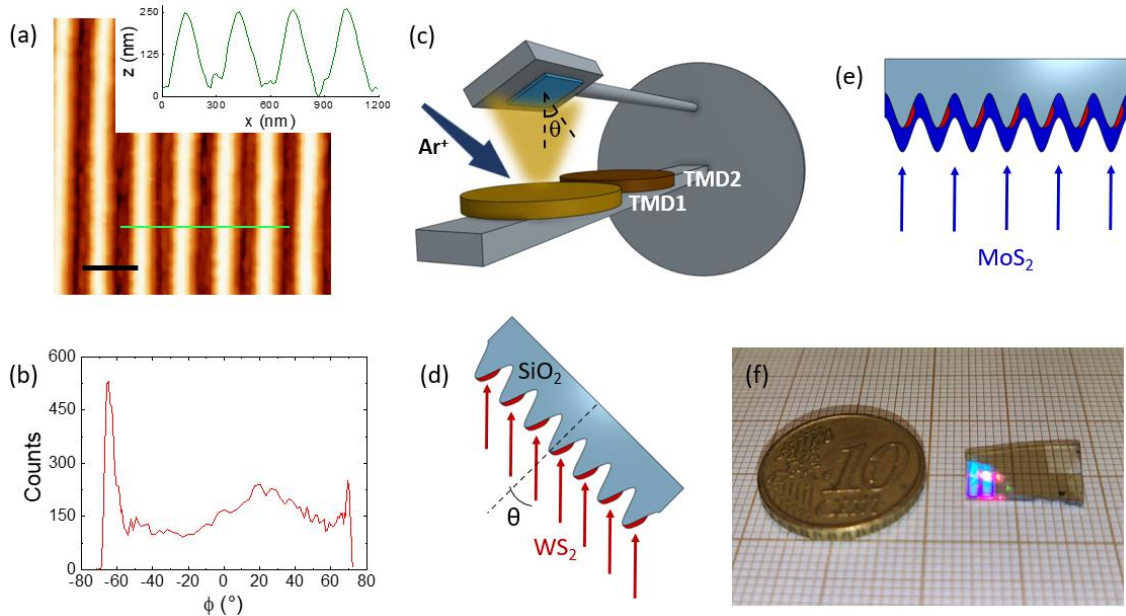 (a)
250
125
0
z (nm)
0 300 600 900 1200
x (nm)
(b)
600
450
300
150
0
Counts
-80 -60 -40 -20 0 20 40 60 80
ϕ (°)
(c)
Ar⁺
θ
TMD2
TMD1
(d)
SiO₂
θ
WS₂
(e)
MoS₂
(f)
10
CENT